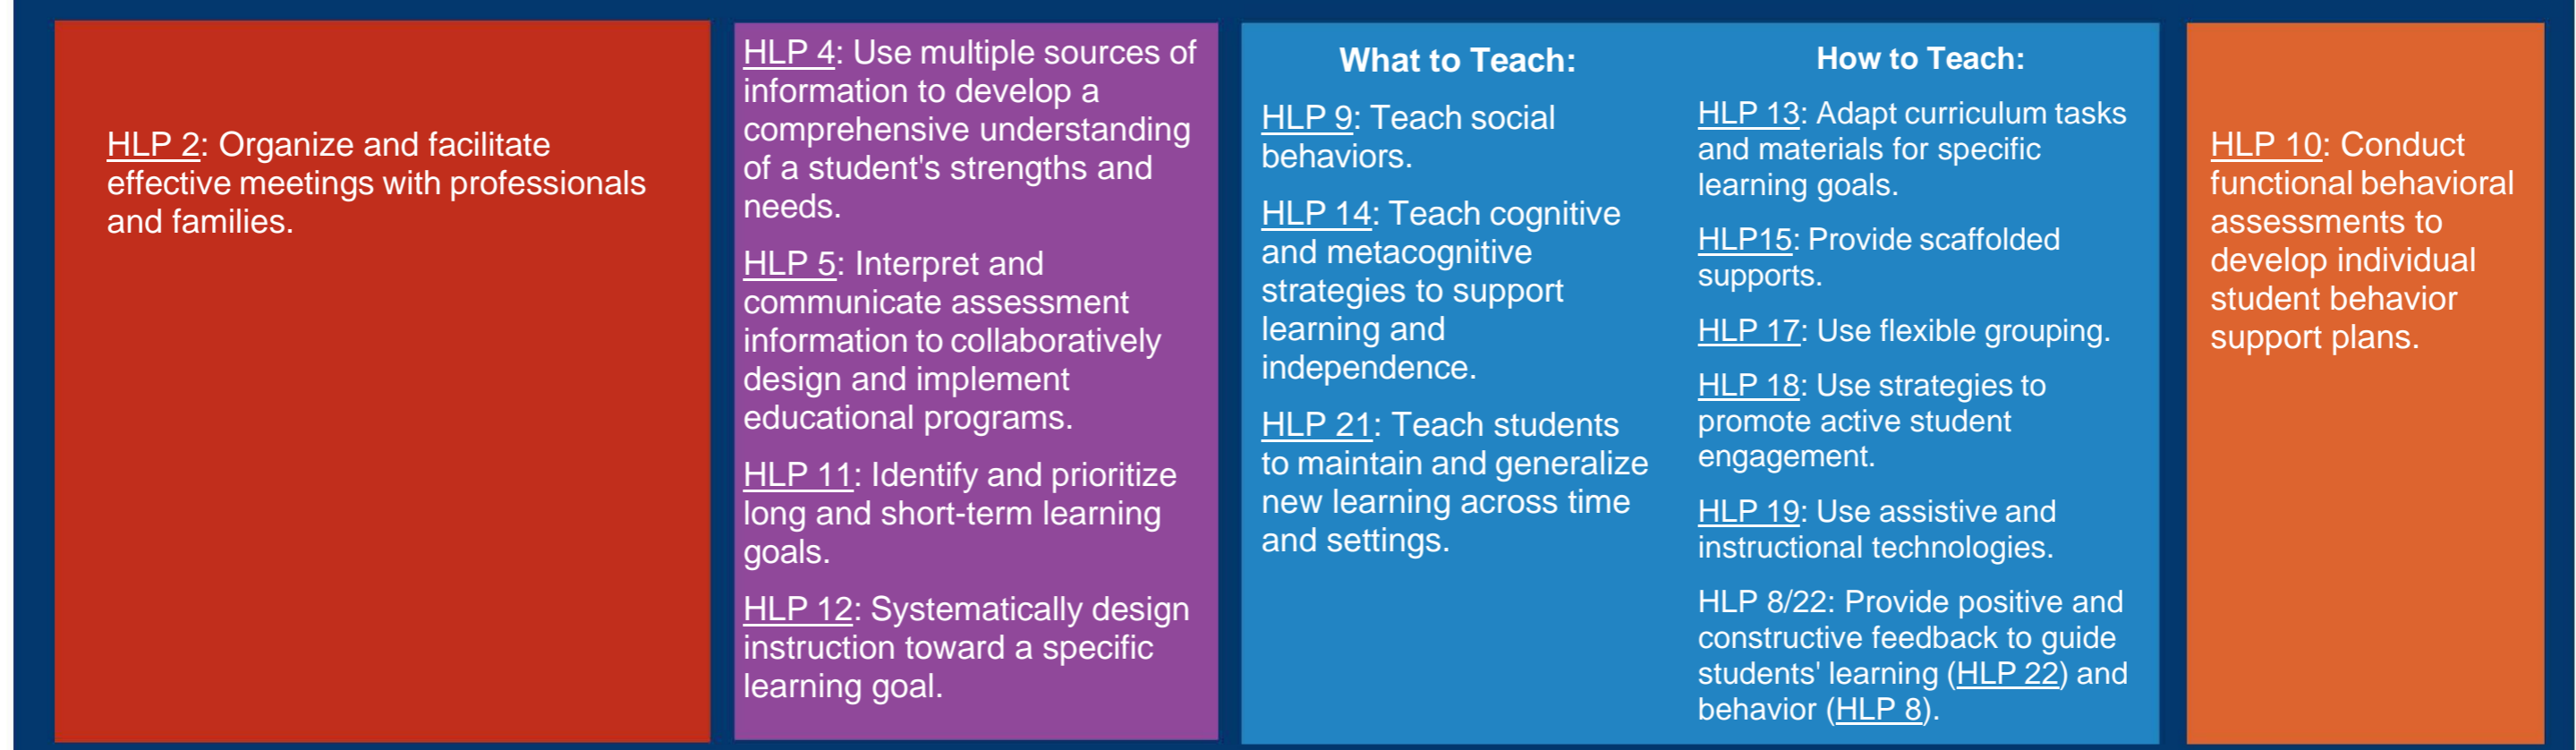 HLP 2: Organize and facilitate
effective meetings with professionals
and families.
HLP 4: Use multiple sources of
information to develop a
comprehensive understanding
of a student's strengths and
needs.
HLP 5: Interpret and
communicate assessment
information to collaboratively
design and implement
educational programs.
HLP 11: Identify and prioritize
long and short-term learning
goals.
HLP 12: Systematically design
instruction toward a specific
learning goal.
What to Teach:
HLP 9: Teach social
behaviors.
HLP 14: Teach cognitive
and metacognitive
strategies to support
learning and
independence.
HLP 21: Teach students
to maintain and generalize
new learning across time
and settings.
How to Teach:
HLP 13: Adapt curriculum tasks
and materials for specific
learning goals.
HLP15: Provide scaffolded
supports.
HLP 17: Use flexible grouping.
HLP 18: Use strategies to
promote active student
engagement.
HLP 19: Use assistive and
instructional technologies.
HLP 8/22: Provide positive and
constructive feedback to guide
students' learning (HLP 22) and
behavior (HLP 8).
HLP 10: Conduct
functional behavioral
assessments to
develop individual
student behavior
support plans.